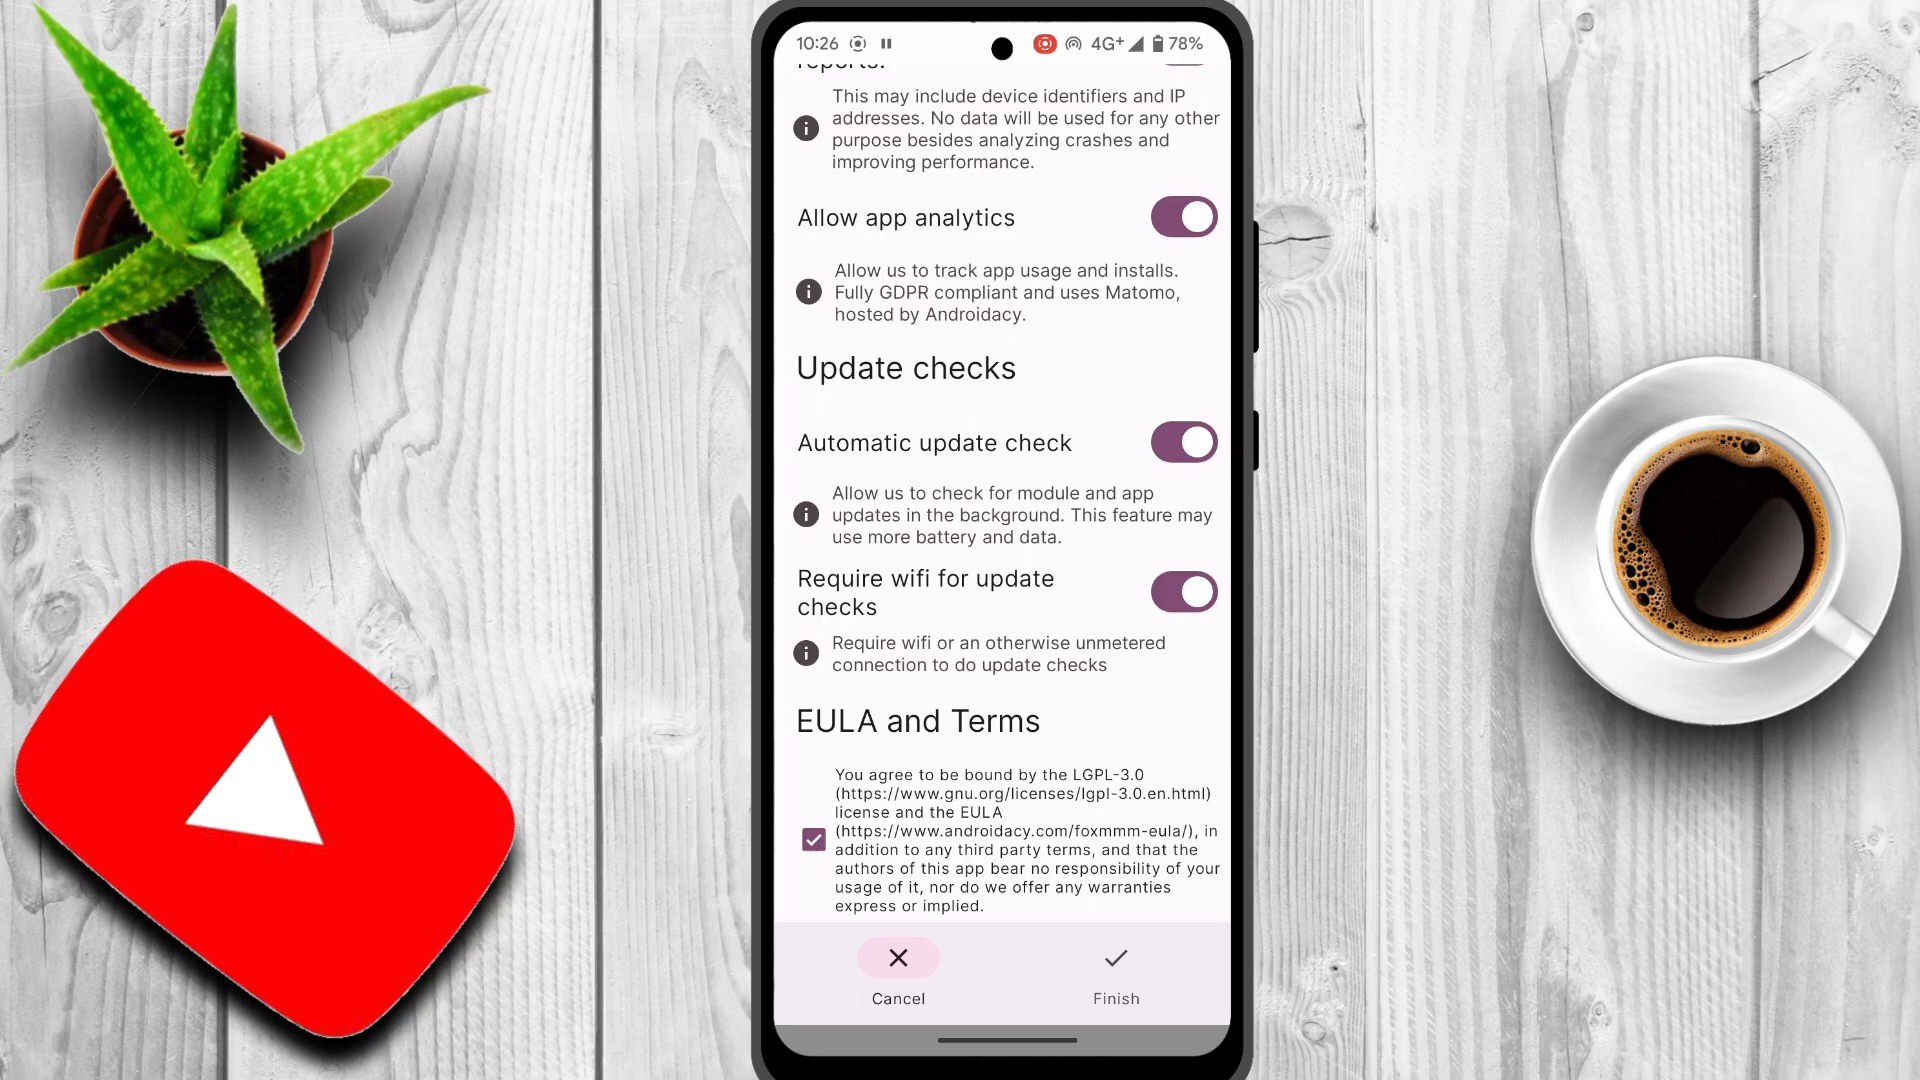 10:26
4G+
78%
reports.
This may include device identifiers and IP
addresses. No data will be used for any other
purpose besides analyzing crashes and
improving performance.
Allow app analytics
Allow us to track app usage and installs.
Fully GDPR compliant and uses Matomo,
hosted by Androidacy.
Update checks
Automatic update check
Allow us to check for module and app
updates in the background. This feature may
use more battery and data.
Require wifi for update
checks
Require wifi or an otherwise unmetered
connection to do update checks
EULA and Terms
You agree to be bound by the LGPL-3.0
(https://www.gnu.org/licenses/lgpl-3.0.en.html)
license and the EULA
(https://www.androidacy.com/foxmmm-eula/), in
addition to any third party terms, and that the
authors of this app bear no responsibility of your
usage of it, nor do we offer any warranties
express or implied.
Cancel
Finish